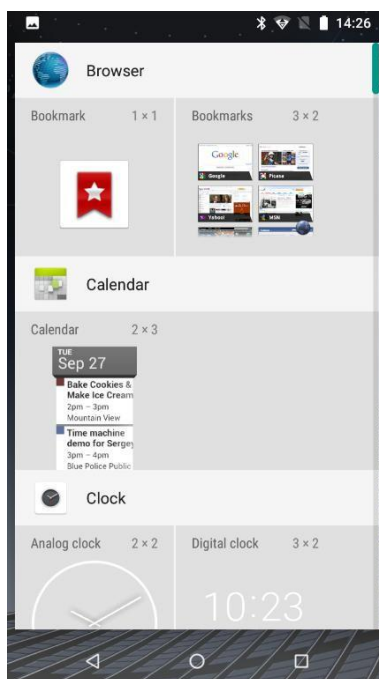 14:26
Browser
Bookmark 1 × 1
Bookmarks 3 × 2
Google
Google
Picasa
Yahoo!
MSN
Calendar
Calendar 2 × 3
TUE
Sep 27
Bake Cookies &
Make Ice Cream
2pm – 3pm
Mountain View
Time machine
demo for Sergey
3pm – 4pm
Blue Police Public
Clock
Analog clock 2 × 2
Digital clock 3 × 2
10:23